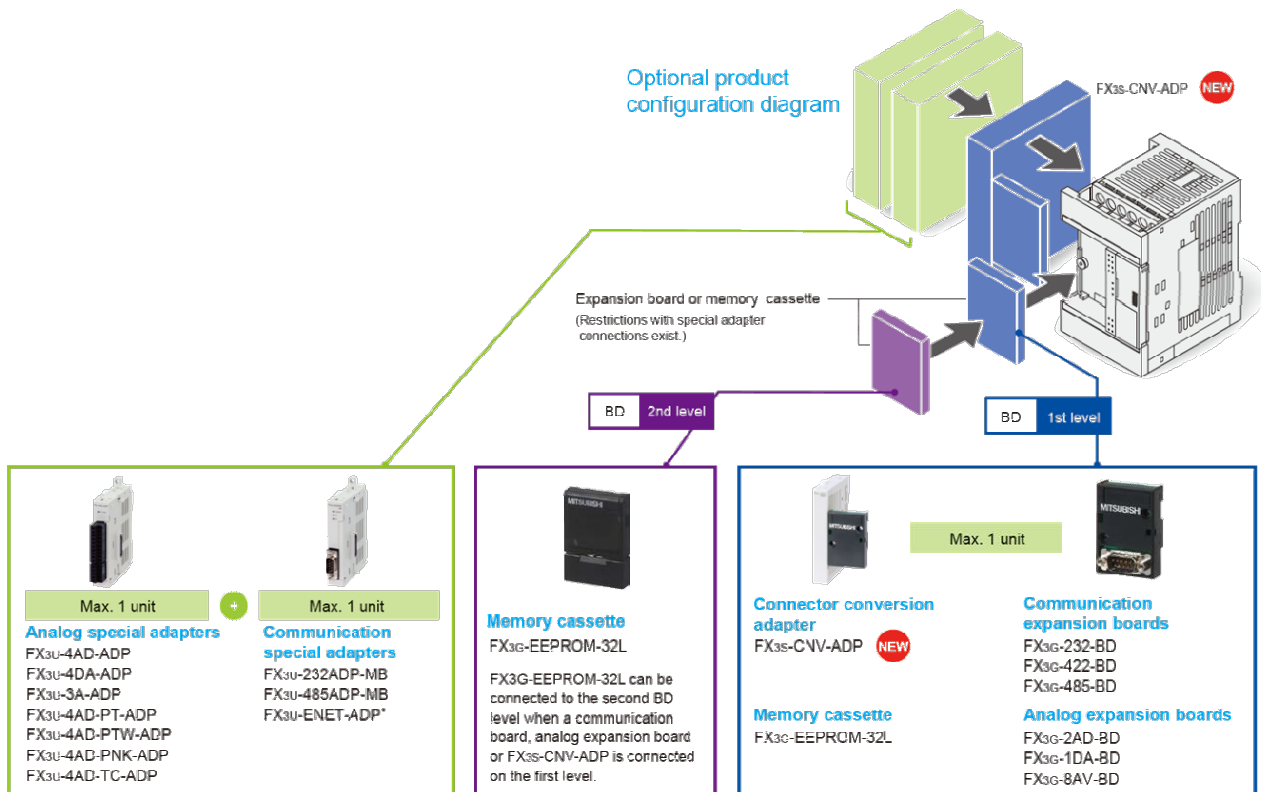 Optional product
configuration diagram
FX3S-CNV-ADP NEW
Expansion board or memory cassette
(Restrictions with special adapter
connections exist.)
BD 2nd level
BD 1st level
Max. 1 unit + Max. 1 unit
Analog special adapters
FX3U-4AD-ADP
FX3U-4DA-ADP
FX3U-3A-ADP
FX3U-4AD-PT-ADP
FX3U-4AD-PTW-ADP
FX3U-4AD-PNK-ADP
FX3U-4AD-TC-ADP
Communication
special adapters
FX3U-232ADP-MB
FX3U-485ADP-MB
FX3U-ENET-ADP*
MITSUBISHI
Memory cassette
FX3G-EEPROM-32L
FX3G-EEPROM-32L can be
connected to the second BD
level when a communication
board, analog expansion board
or FX3S-CNV-ADP is connected
on the first level.
MITSUBISHI
Max. 1 unit
MITSUBISHI
Connector conversion
adapter
FX3S-CNV-ADP NEW
Memory cassette
FX3G-EEPROM-32L
Communication
expansion boards
FX3G-232-BD
FX3G-422-BD
FX3G-485-BD
Analog expansion boards
FX3G-2AD-BD
FX3G-1DA-BD
FX3G-8AV-BD